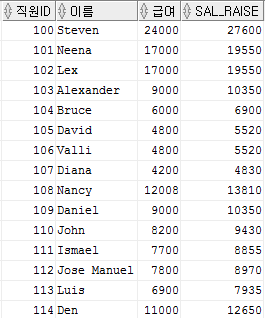 직원ID 이름 급여 SAL_RAISE
100 Steven 24000 27600
101 Neena 17000 19550
102 Lex 17000 19550
103 Alexander 9000 10350
104 Bruce 6000 6900
105 David 4800 5520
106 Valli 4800 5520
107 Diana 4200 4830
108 Nancy 12008 13810
109 Daniel 9000 10350
110 John 8200 9430
111 Ismael 7700 8855
112 Jose Manuel 7800 8970
113 Luis 6900 7935
114 Den 11000 12650